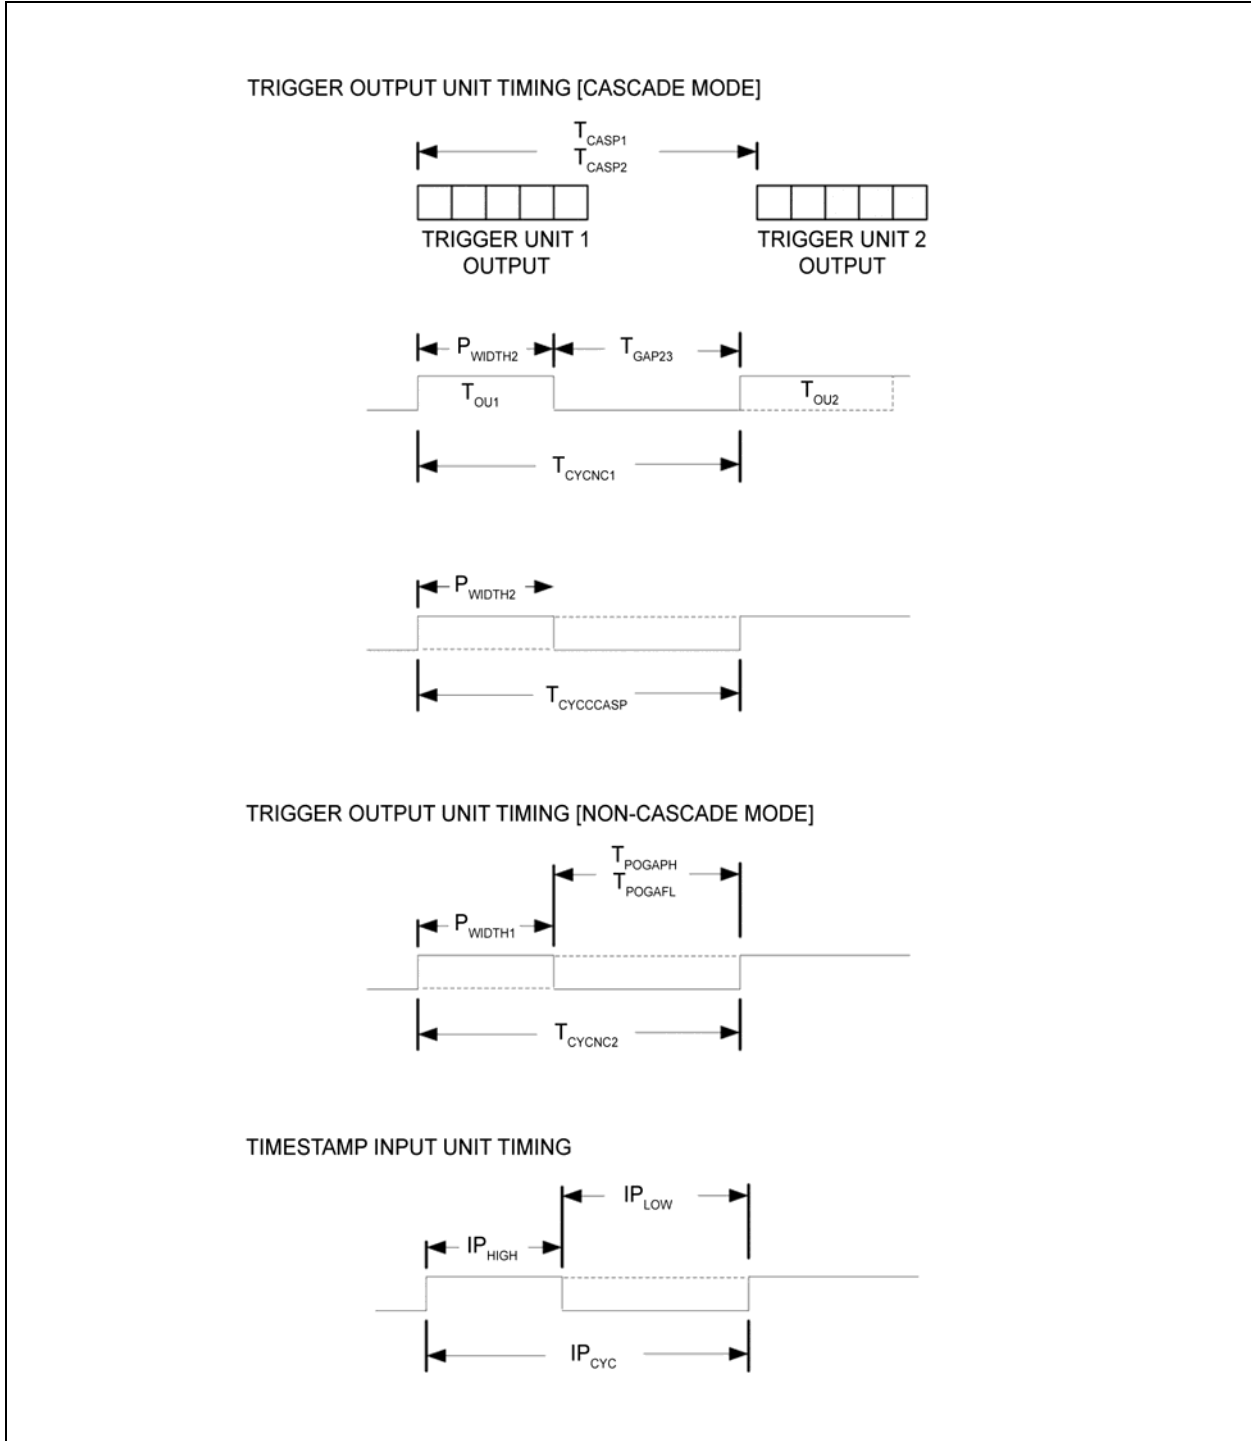 TRIGGER OUTPUT UNIT TIMING [CASCADE MODE]
TCASP1
TCASP2
TRIGGER UNIT 1
OUTPUT
TRIGGER UNIT 2
OUTPUT
PWIDTH2
TGAP23
TOU1
TOU2
TCYCNC1
PWIDTH2
TCYCCCASP
TRIGGER OUTPUT UNIT TIMING [NON-CASCADE MODE]
TPOGAPH
TPOGAFL
PWIDTH1
TCYCNC2
TIMESTAMP INPUT UNIT TIMING
IPLOW
IPHIGH
IPCYC